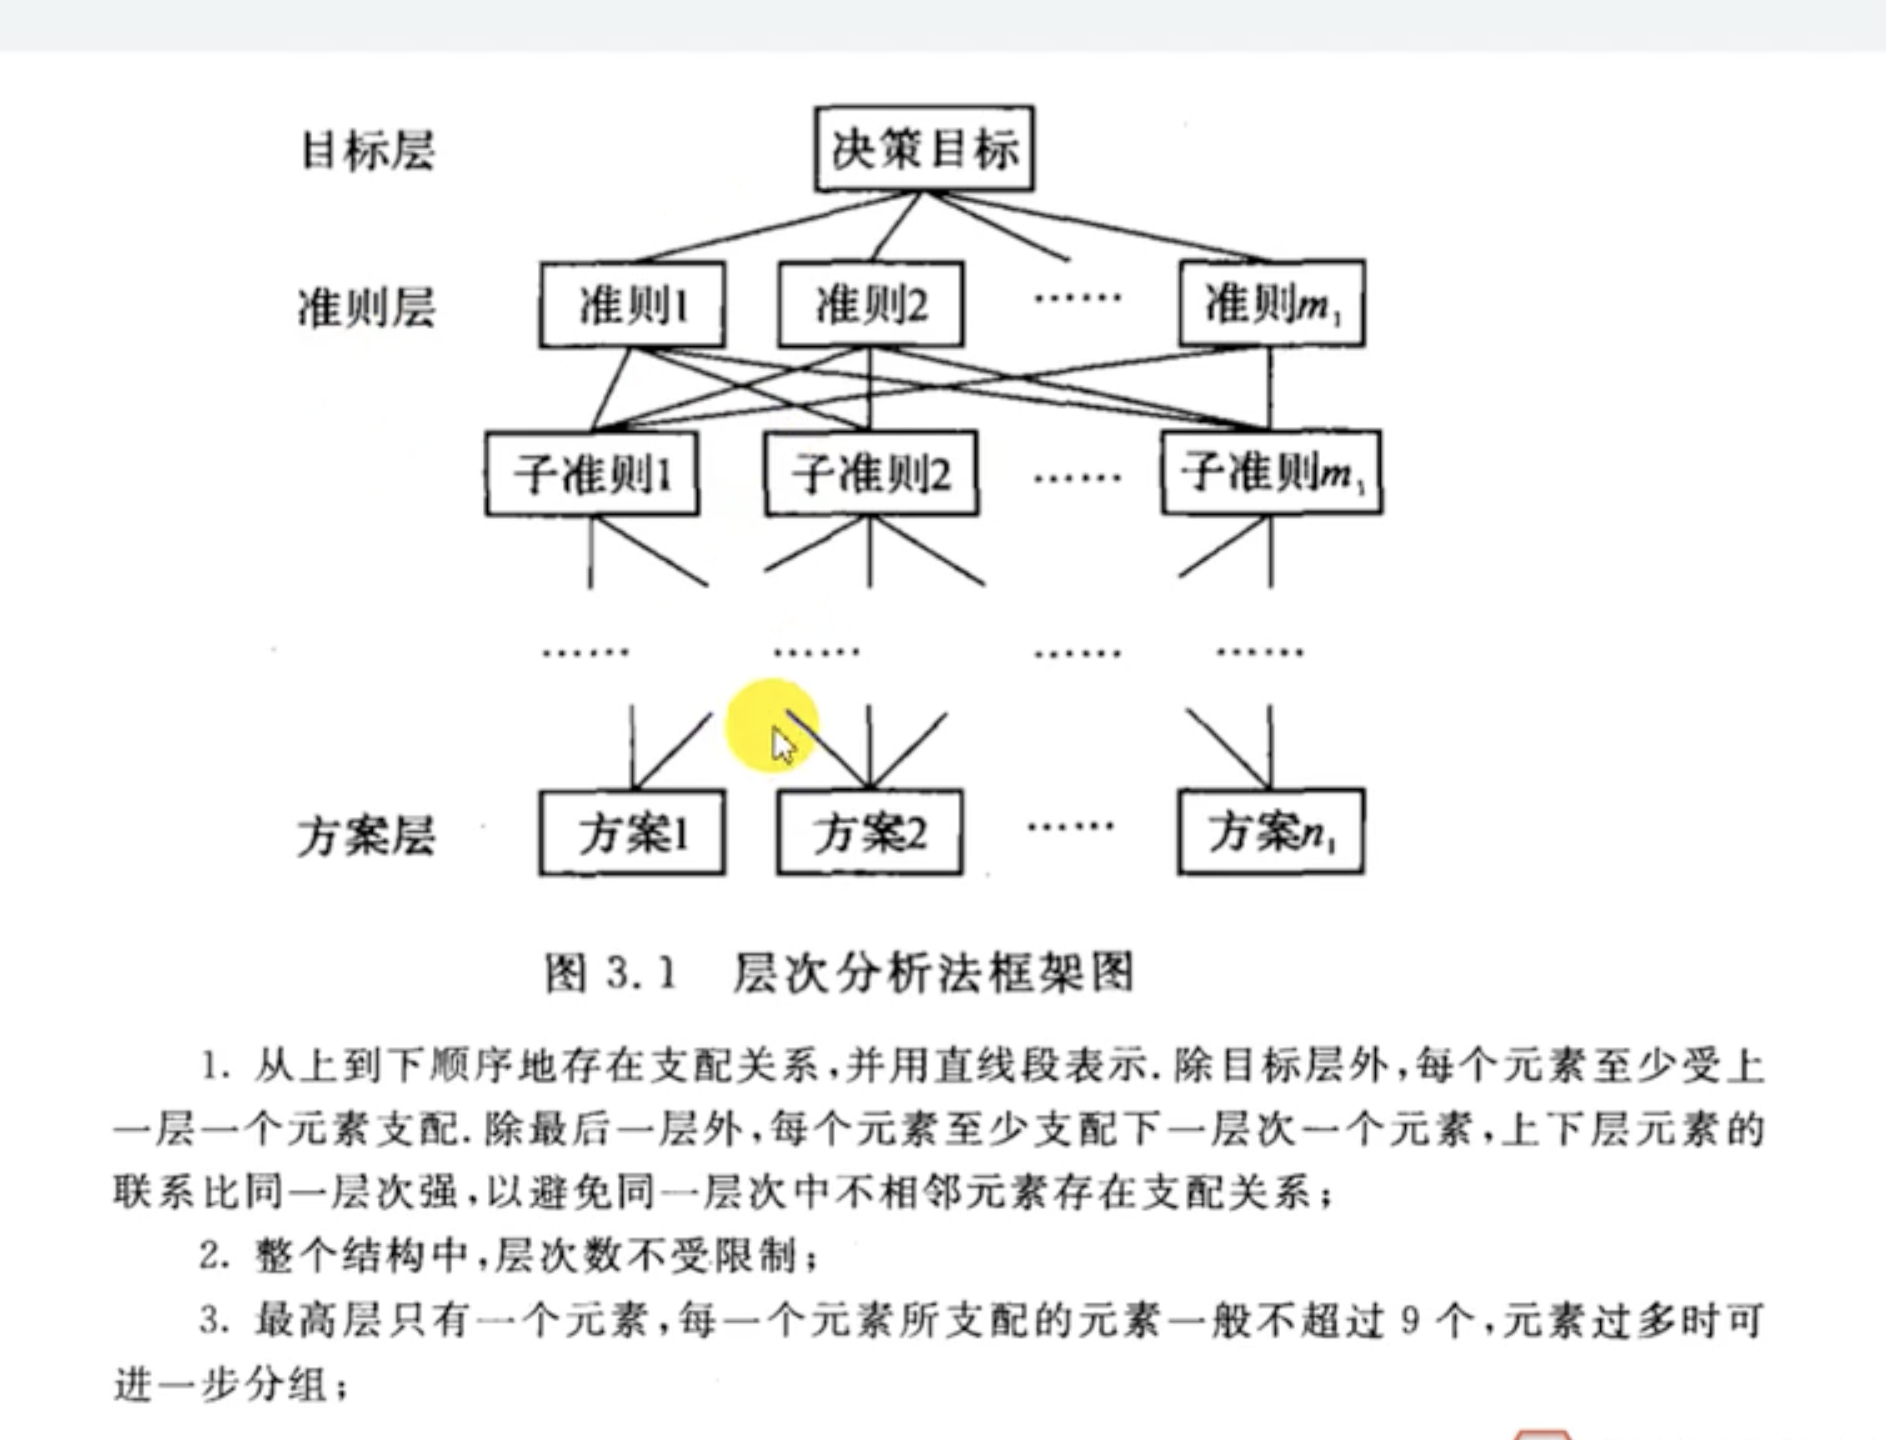 目标层 决策目标
准则层 准则1 准则2 …… 准则m₁
子准则1 子准则2 …… 子准则m₁
…… …… …… ……
方案层 方案1 方案2 …… 方案n₁
图 3.1 层次分析法框架图
1. 从上到下顺序地存在支配关系,并用直线段表示.除目标层外,每个元素至少受上
一层一个元素支配.除最后一层外,每个元素至少支配下一层次一个元素,上下层元素的
联系比同一层次强,以避免同一层次中不相邻元素存在支配关系;
2. 整个结构中,层次数不受限制;
3. 最高层只有一个元素,每一个元素所支配的元素一般不超过 9 个,元素过多时可
进一步分组;